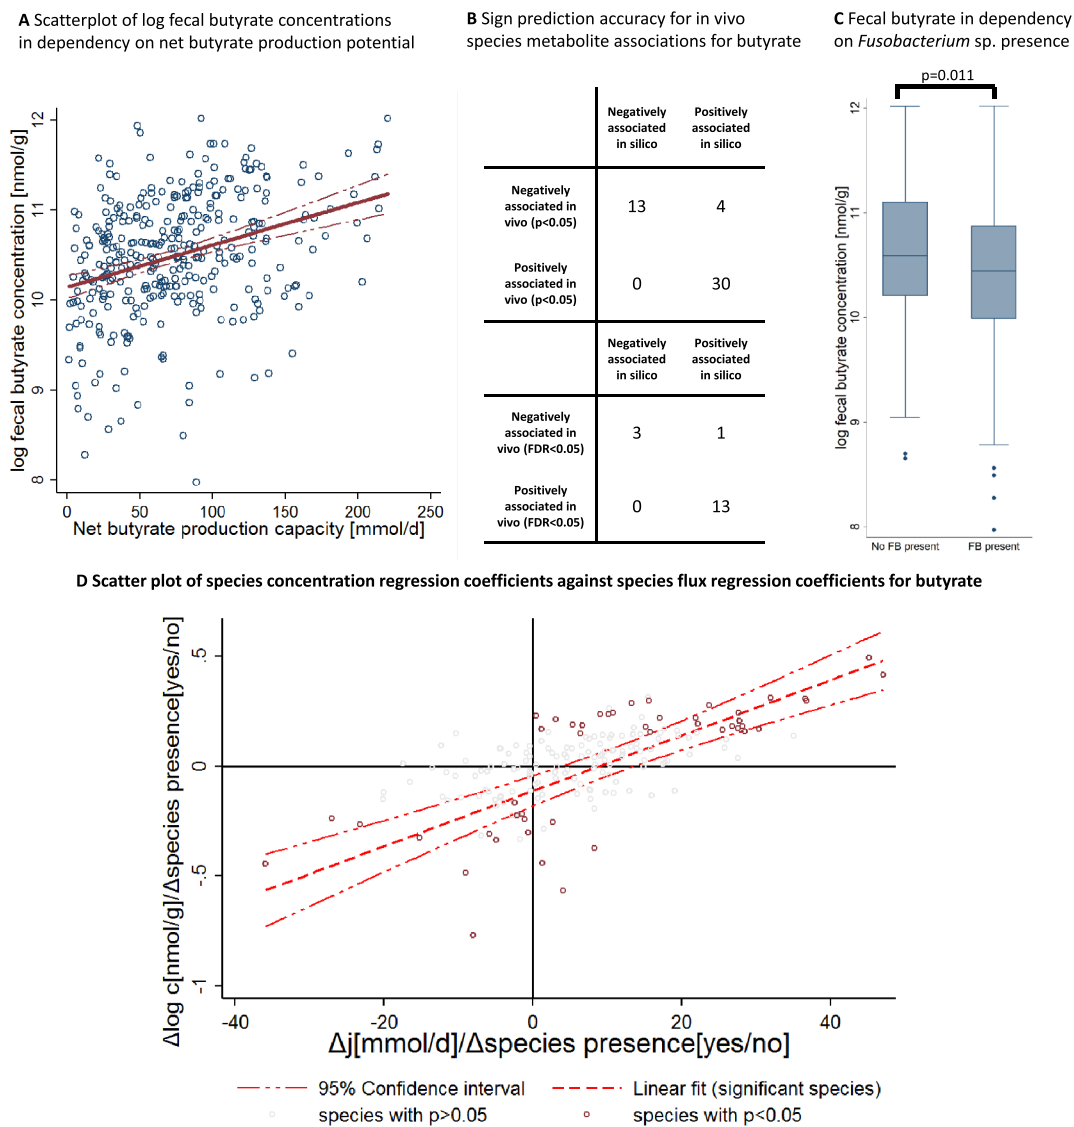 A Scatterplot of log fecal butyrate concentrations
in dependency on net butyrate production potential
log fecal butyrate concentration [nmol/g]
12
11
10
9
8
0 50 100 150 200 250
Net butyrate production capacity [mmol/d]
B Sign prediction accuracy for in vivo
species metabolite associations for butyrate
Negatively
associated
in silico
Positively
associated
in silico
Negatively
associated in
vivo (p<0.05)
13 4
Positively
associated in
vivo (p<0.05)
0 30
Negatively
associated
in silico
Positively
associated
in silico
Negatively
associated in
vivo (FDR<0.05)
3 1
Positively
associated in
vivo (FDR<0.05)
0 13
C Fecal butyrate in dependency
on Fusobacterium sp. presence
p=0.011
log fecal butyrate concentration [nmol/g]
12
11
10
9
8
No FB present FB present
D Scatter plot of species concentration regression coefficients against species flux regression coefficients for butyrate
Δlog c[nmol/g]/Δspecies presence[yes/no]
.5
0
-.5
-1
-40 -20 0 20 40
Δj[mmol/d]/Δspecies presence[yes/no]
95% Confidence interval
Linear fit (significant species)
species with p>0.05
species with p<0.05